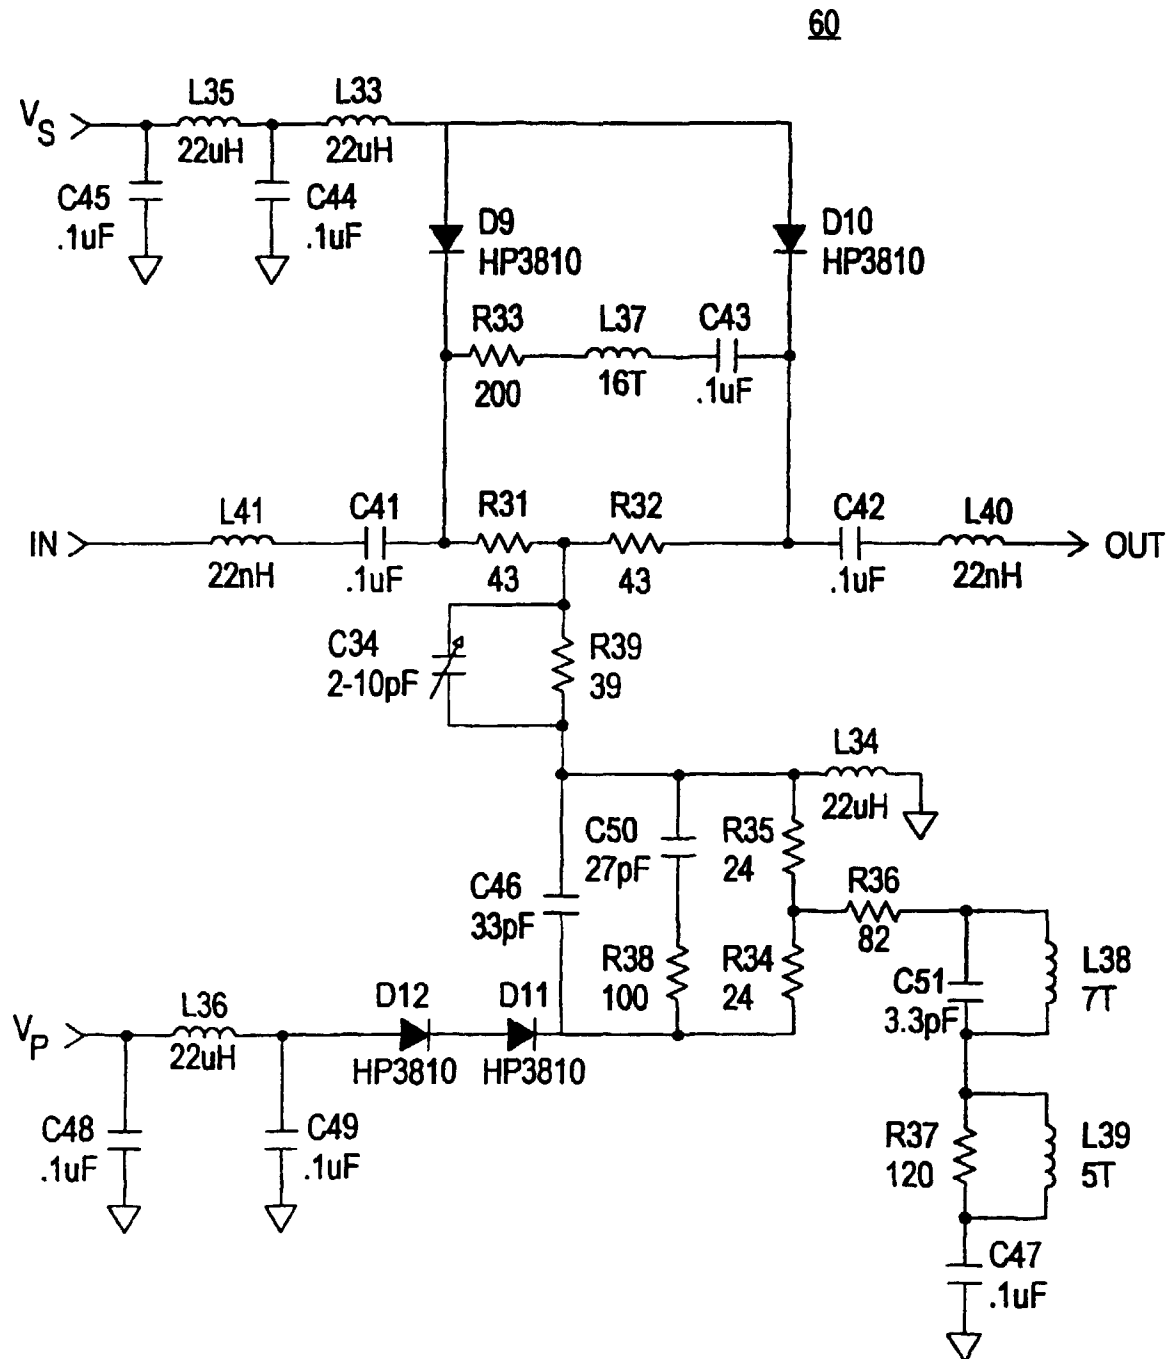 60
V_S
L35
22uH
L33
22uH
C45
.1uF
C44
.1uF
D9
HP3810
D10
HP3810
R33
200
L37
16T
C43
.1uF
IN
L41
22nH
C41
.1uF
R31
43
R32
43
C42
.1uF
L40
22nH
OUT
C34
2-10pF
R39
39
L34
22uH
C50
27pF
R35
24
C46
33pF
R36
82
R38
100
R34
24
C51
3.3pF
L38
7T
V_P
L36
22uH
D12
HP3810
D11
HP3810
C48
.1uF
C49
.1uF
R37
120
L39
5T
C47
.1uF